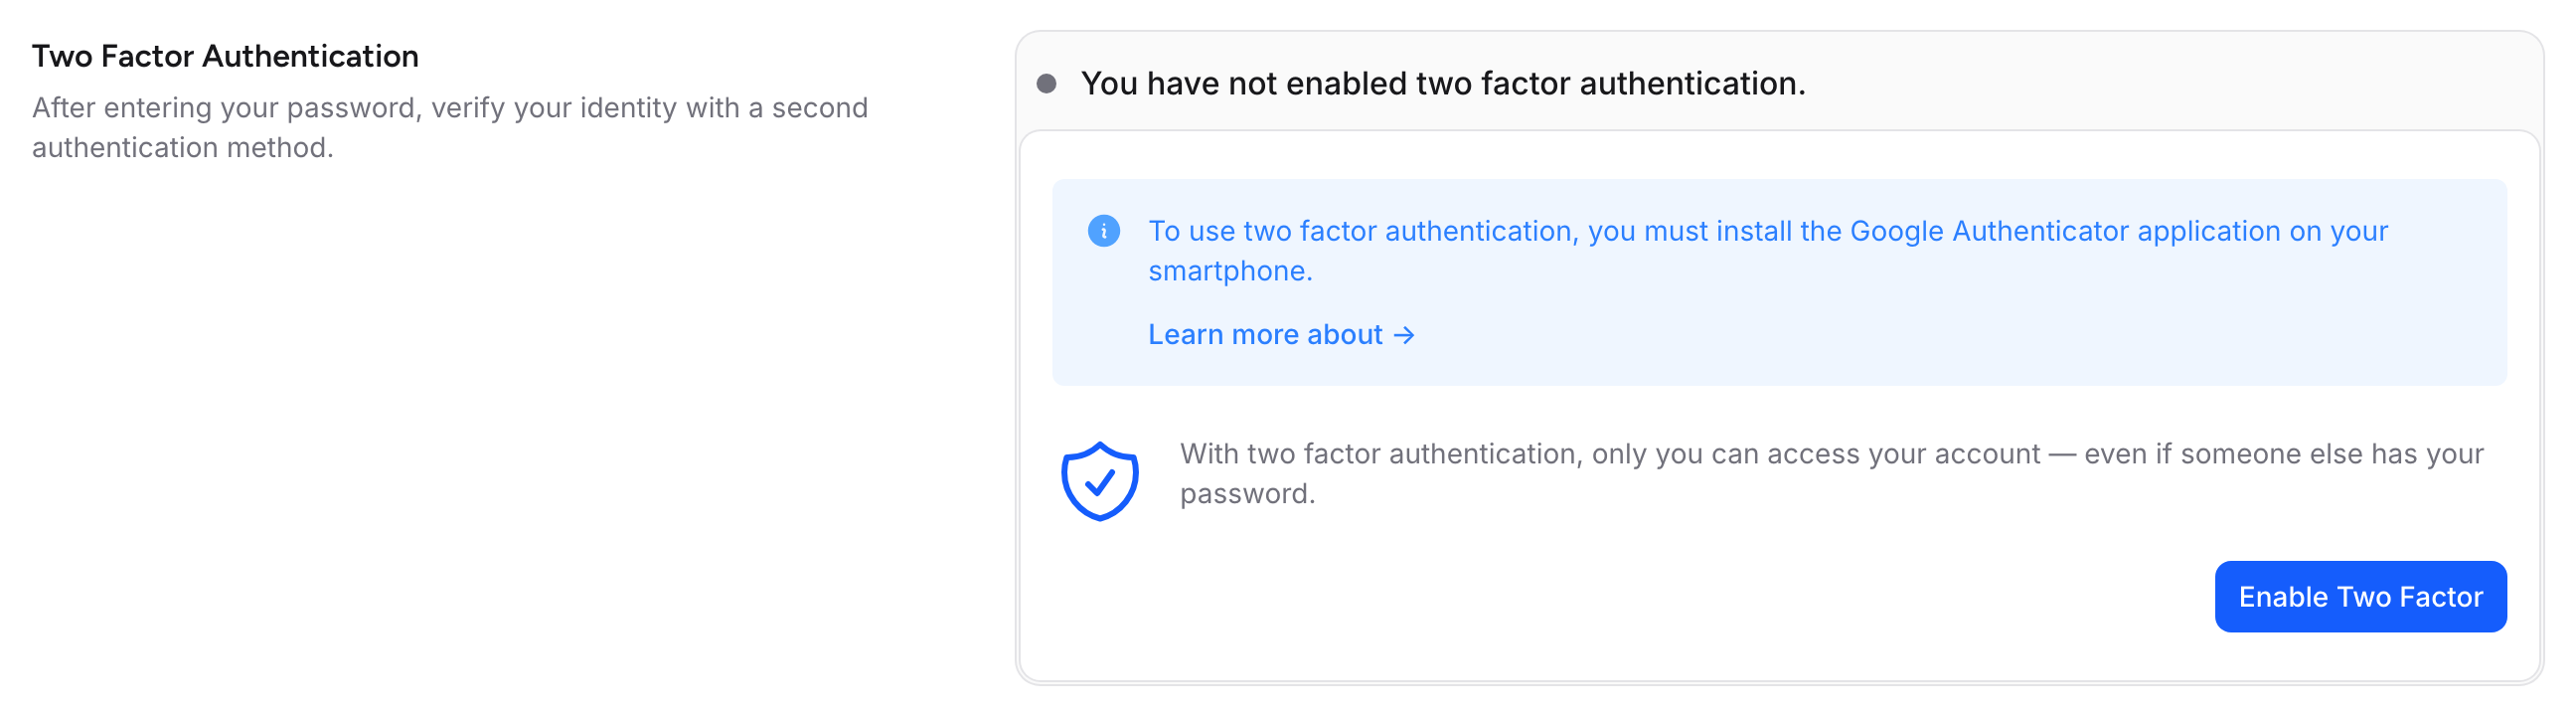 Two Factor Authentication
After entering your password, verify your identity with a second
authentication method.
You have not enabled two factor authentication.
To use two factor authentication, you must install the Google Authenticator application on your
smartphone.
Learn more about →
With two factor authentication, only you can access your account — even if someone else has your
password.
Enable Two Factor